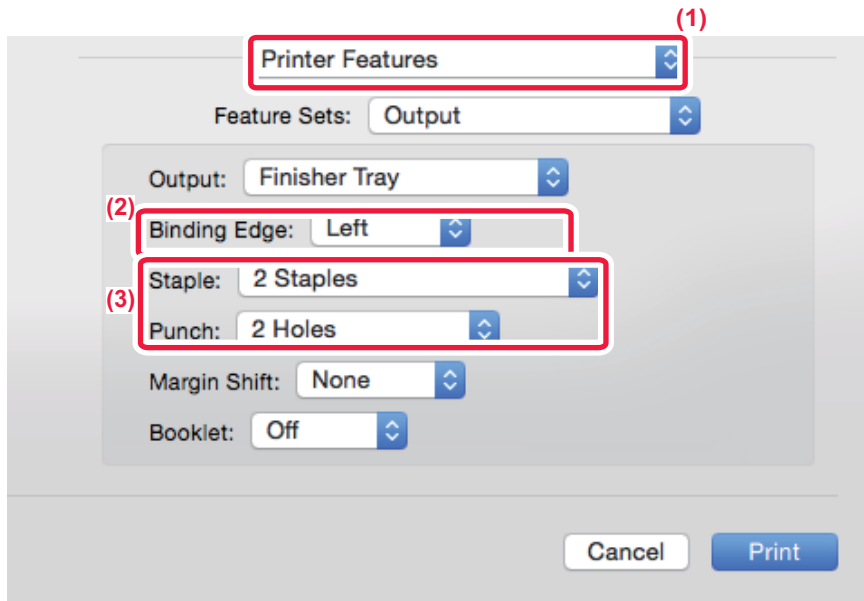 (1)
Printer Features
Feature Sets: Output
Output: Finisher Tray
(2)
Binding Edge: Left
(3)
Staple: 2 Staples
Punch: 2 Holes
Margin Shift: None
Booklet: Off
Cancel Print